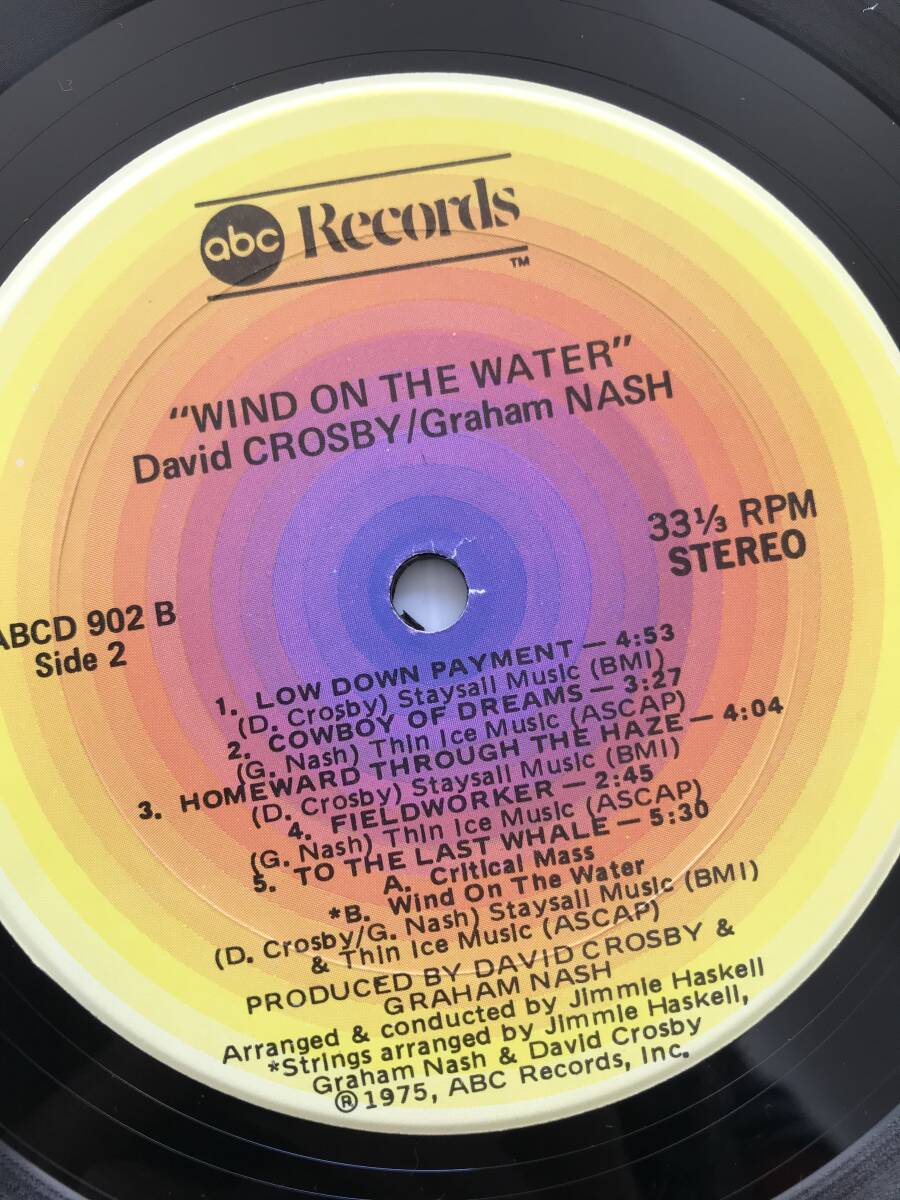 abc Records
TM
"WIND ON THE WATER"
David CROSBY/Graham NASH
33⅓ RPM
STEREO
ABCD 902 B
Side 2
1. LOW DOWN PAYMENT — 4:53
(D. Crosby) Staysail Music (BMI)
2. COWBOY OF DREAMS — 3:27
(G. Nash) Thin Ice Music (ASCAP)
3. HOMEWARD THROUGH THE HAZE — 4:04
(D. Crosby) Staysail Music (BMI)
4. FIELDWORKER — 2:45
(G. Nash) Thin Ice Music (ASCAP)
5. TO THE LAST WHALE — 5:30
A. Critical Mass
*B. Wind On The Water
(D. Crosby/G. Nash) Staysail Music (BMI)
& Thin Ice Music (ASCAP)
PRODUCED BY DAVID CROSBY &
GRAHAM NASH
Arranged & conducted by Jimmie Haskell
*Strings arranged by Jimmie Haskell,
Graham Nash & David Crosby
℗ 1975, ABC Records, Inc.